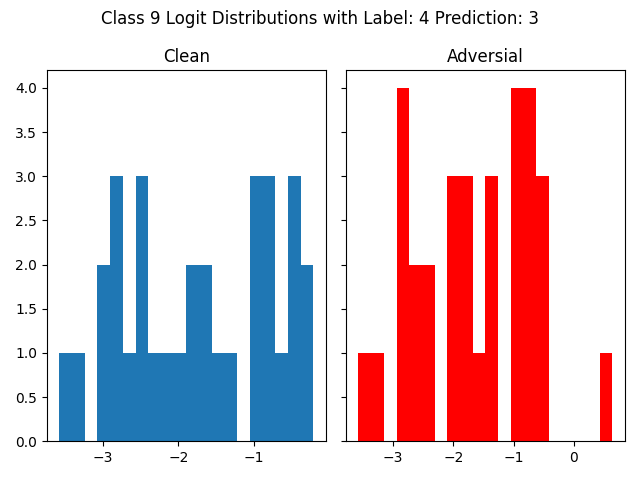 Class 9 Logit Distributions with Label: 4 Prediction: 3
Clean
Adversial
4.0
3.5
3.0
2.5
2.0
1.5
1.0
0.5
0.0
−3 −2 −1
−3 −2 −1 0